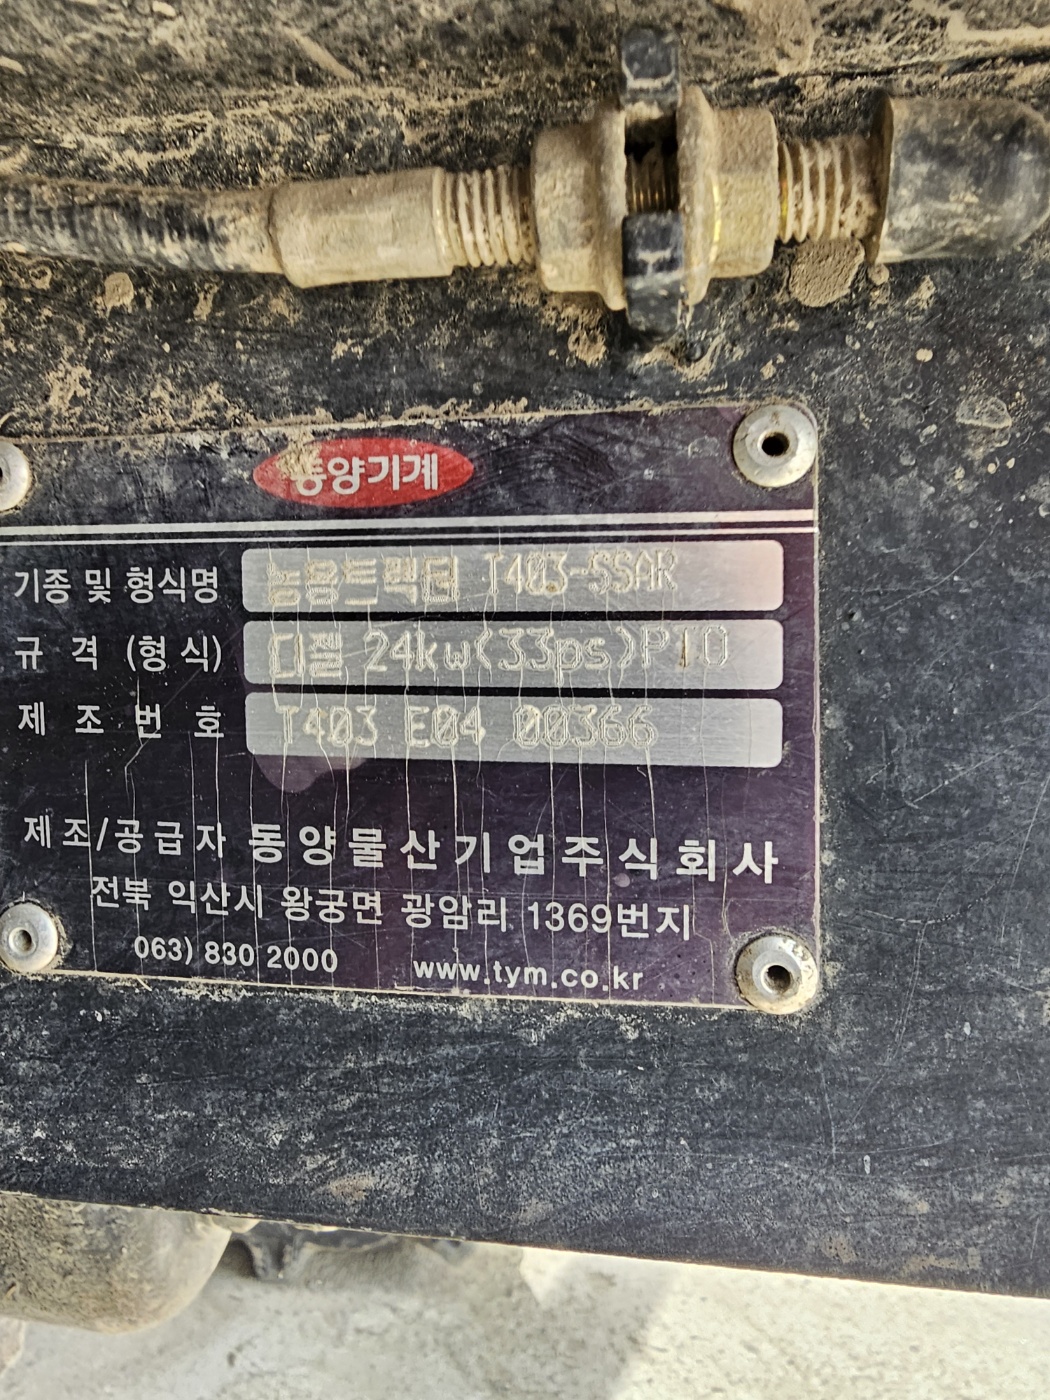 동양기계
기종 및 형식명 농용트랙터 T403-SSAR
규격 (형식) 디젤 24kw(33ps)PTO
제조번호 T403 E04 00366
제조/공급자 동양물산기업주식회사
전북 익산시 왕궁면 광암리 1369번지
063) 830 2000 www.tym.co.kr